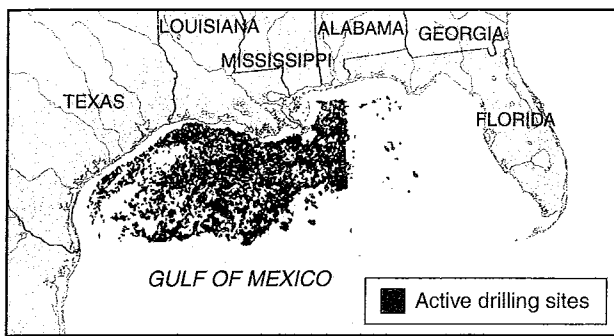 LOUISIANA
ALABAMA
GEORGIA
MISSISSIPPI
TEXAS
FLORIDA
GULF OF MEXICO
Active drilling sites